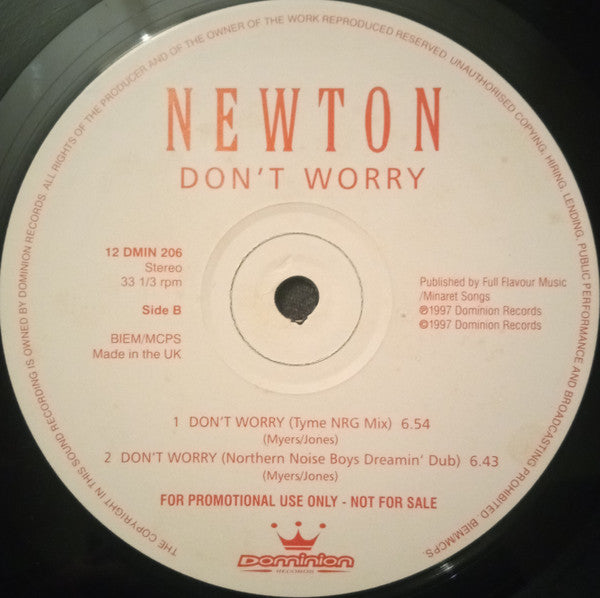 THE COPYRIGHT IN THIS SOUND RECORDING IS OWNED BY DOMINION RECORDS. ALL RIGHTS OF THE PRODUCER AND OF THE OWNER OF THE WORK REPRODUCED RESERVED. UNAUTHORISED COPYING, HIRING, LENDING, PUBLIC PERFORMANCE AND BROADCASTING PROHIBITED. BIEM/MCPS.
NEWTON
DON'T WORRY
12 DMIN 206
Stereo
33 1/3 rpm
Side B
BIEM/MCPS
Made in the UK
Published by Full Flavour Music
/Minaret Songs
℗1997 Dominion Records
©1997 Dominion Records
1 DON'T WORRY (Tyme NRG Mix) 6.54
(Myers/Jones)
2 DON'T WORRY (Northern Noise Boys Dreamin' Dub) 6.43
(Myers/Jones)
FOR PROMOTIONAL USE ONLY - NOT FOR SALE
Dominion
RECORDS